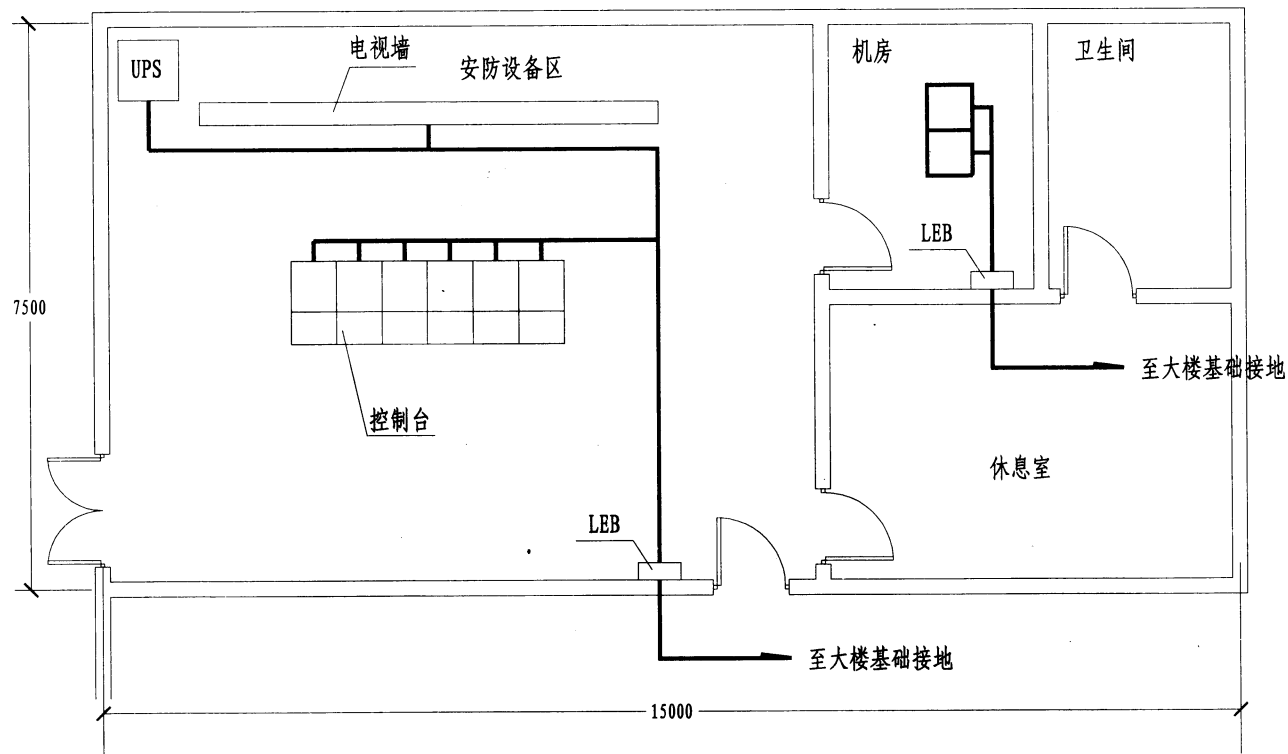 电视墙
机房
卫生间
UPS
安防设备区
LEB
7500
至大楼基础接地
控制台
休息室
LEB
至大楼基础接地
15000